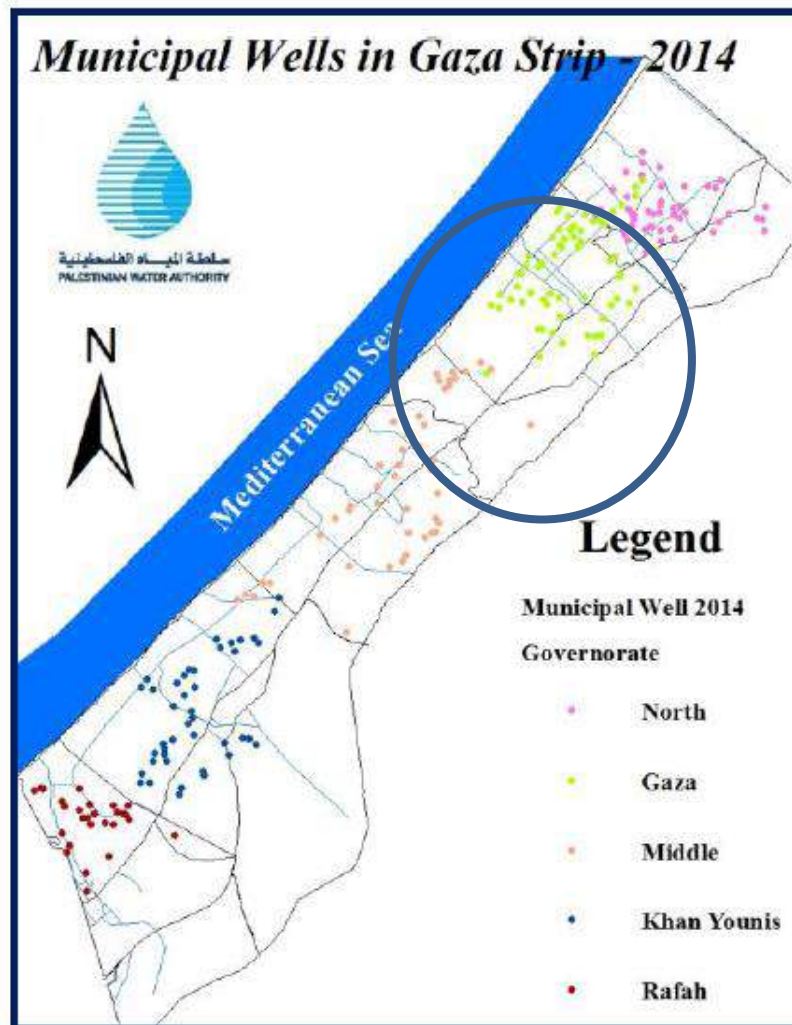 Municipal Wells in Gaza Strip - 2014
سلطة المياه الفلسطينية
PALESTINIAN WATER AUTHORITY
N
Mediterranean Sea
Legend
Municipal Well 2014
Governorate
North
Gaza
Middle
Khan Younis
Rafah